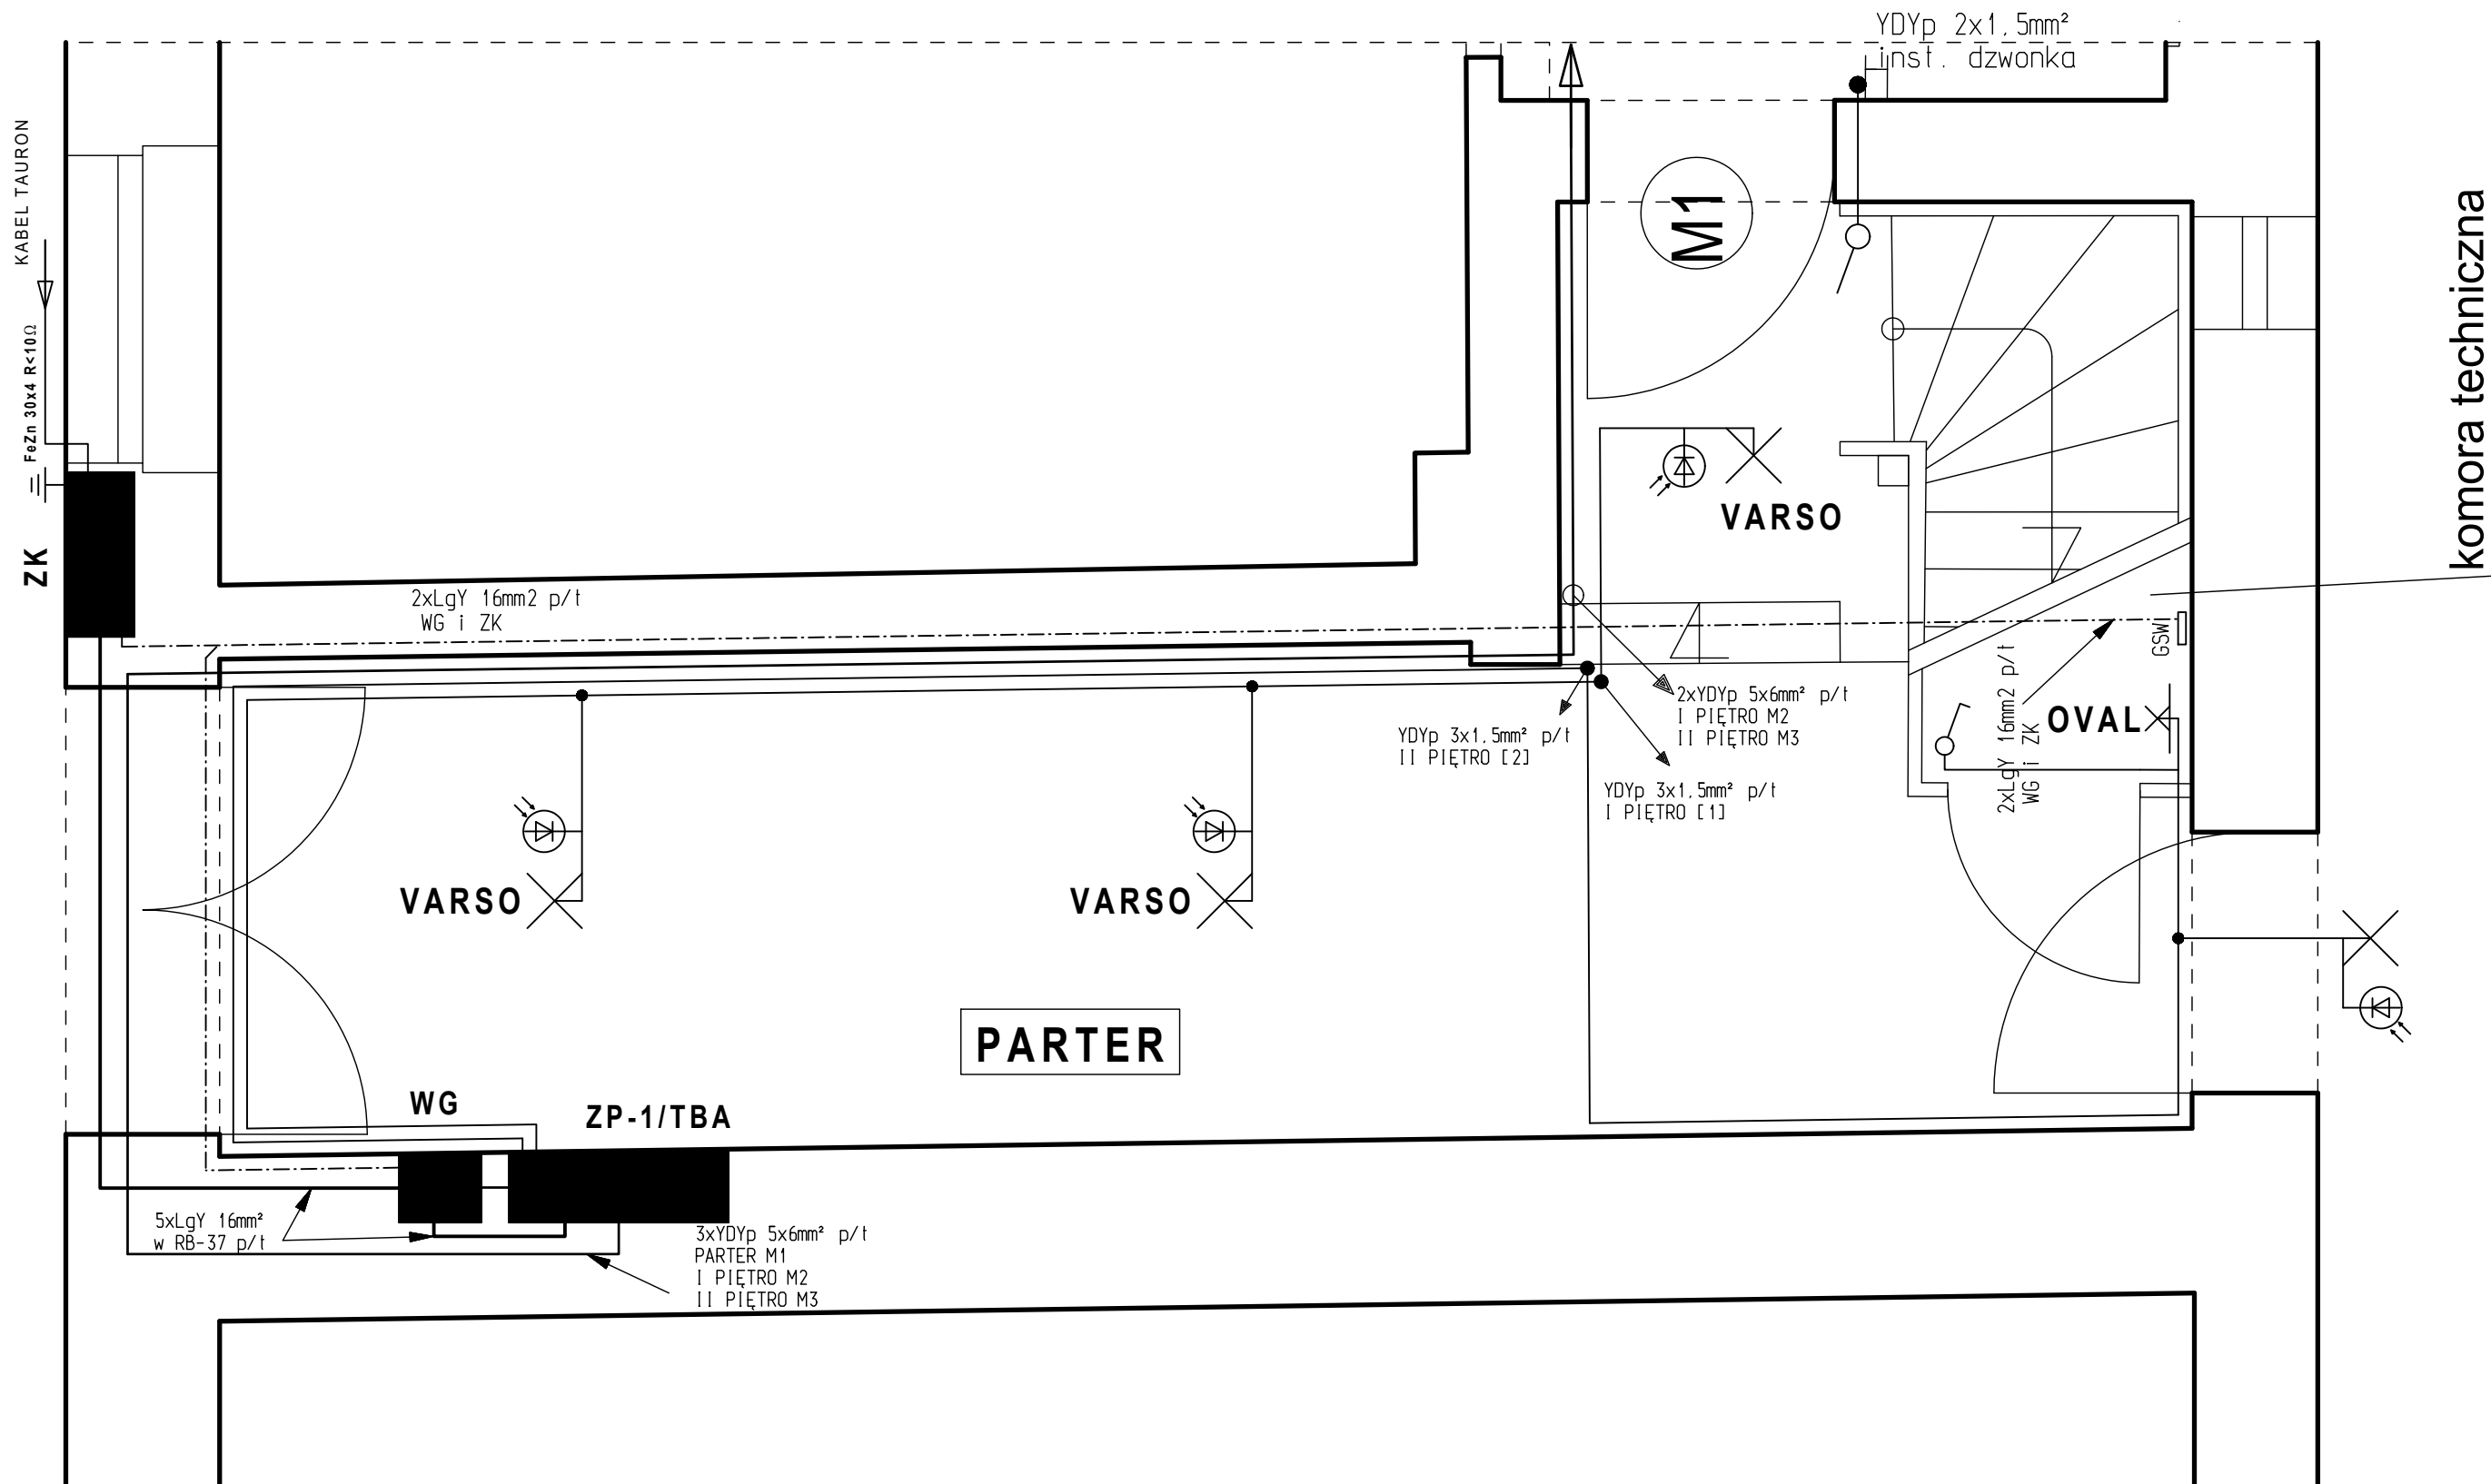 YDYp 2x1,5mm²
inst. dzwonka
KABEL TAURON
FeZn 30x4 R<10Ω
ZK
M1
komora techniczna
VARSO
2xLgY 16mm2 p/t
WG i ZK
GSW
2xLgY 16mm2 p/t
WG i ZK
OVAL
2xYDYp 5x6mm² p/t
I PIĘTRO M2
II PIĘTRO M3
YDYp 3x1,5mm² p/t
II PIĘTRO [2]
YDYp 3x1,5mm² p/t
I PIĘTRO [1]
VARSO
VARSO
PARTER
WG
ZP-1/TBA
5xLgY 16mm²
w RB-37 p/t
3xYDYp 5x6mm² p/t
PARTER M1
I PIĘTRO M2
II PIĘTRO M3